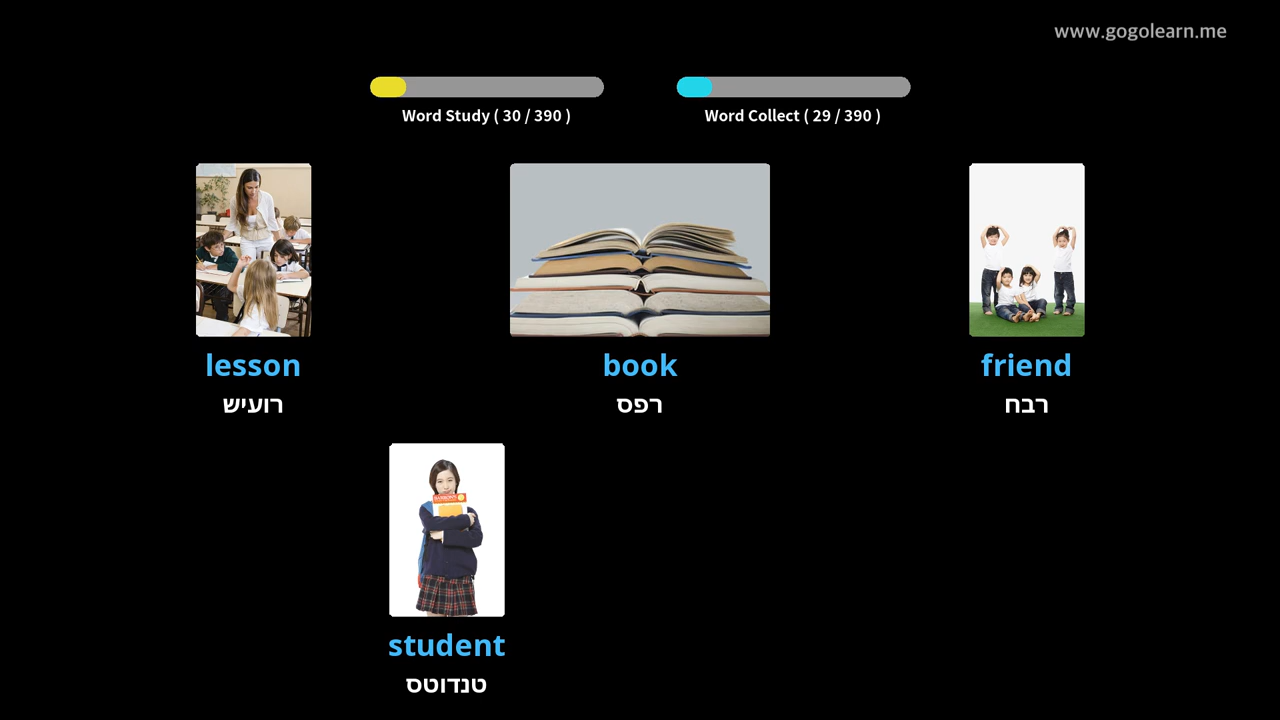 www.gogolearn.me
Word Study ( 30 / 390 )
Word Collect ( 29 / 390 )
lesson
רועיש
book
רפס
friend
רבח
student
טנדוטס